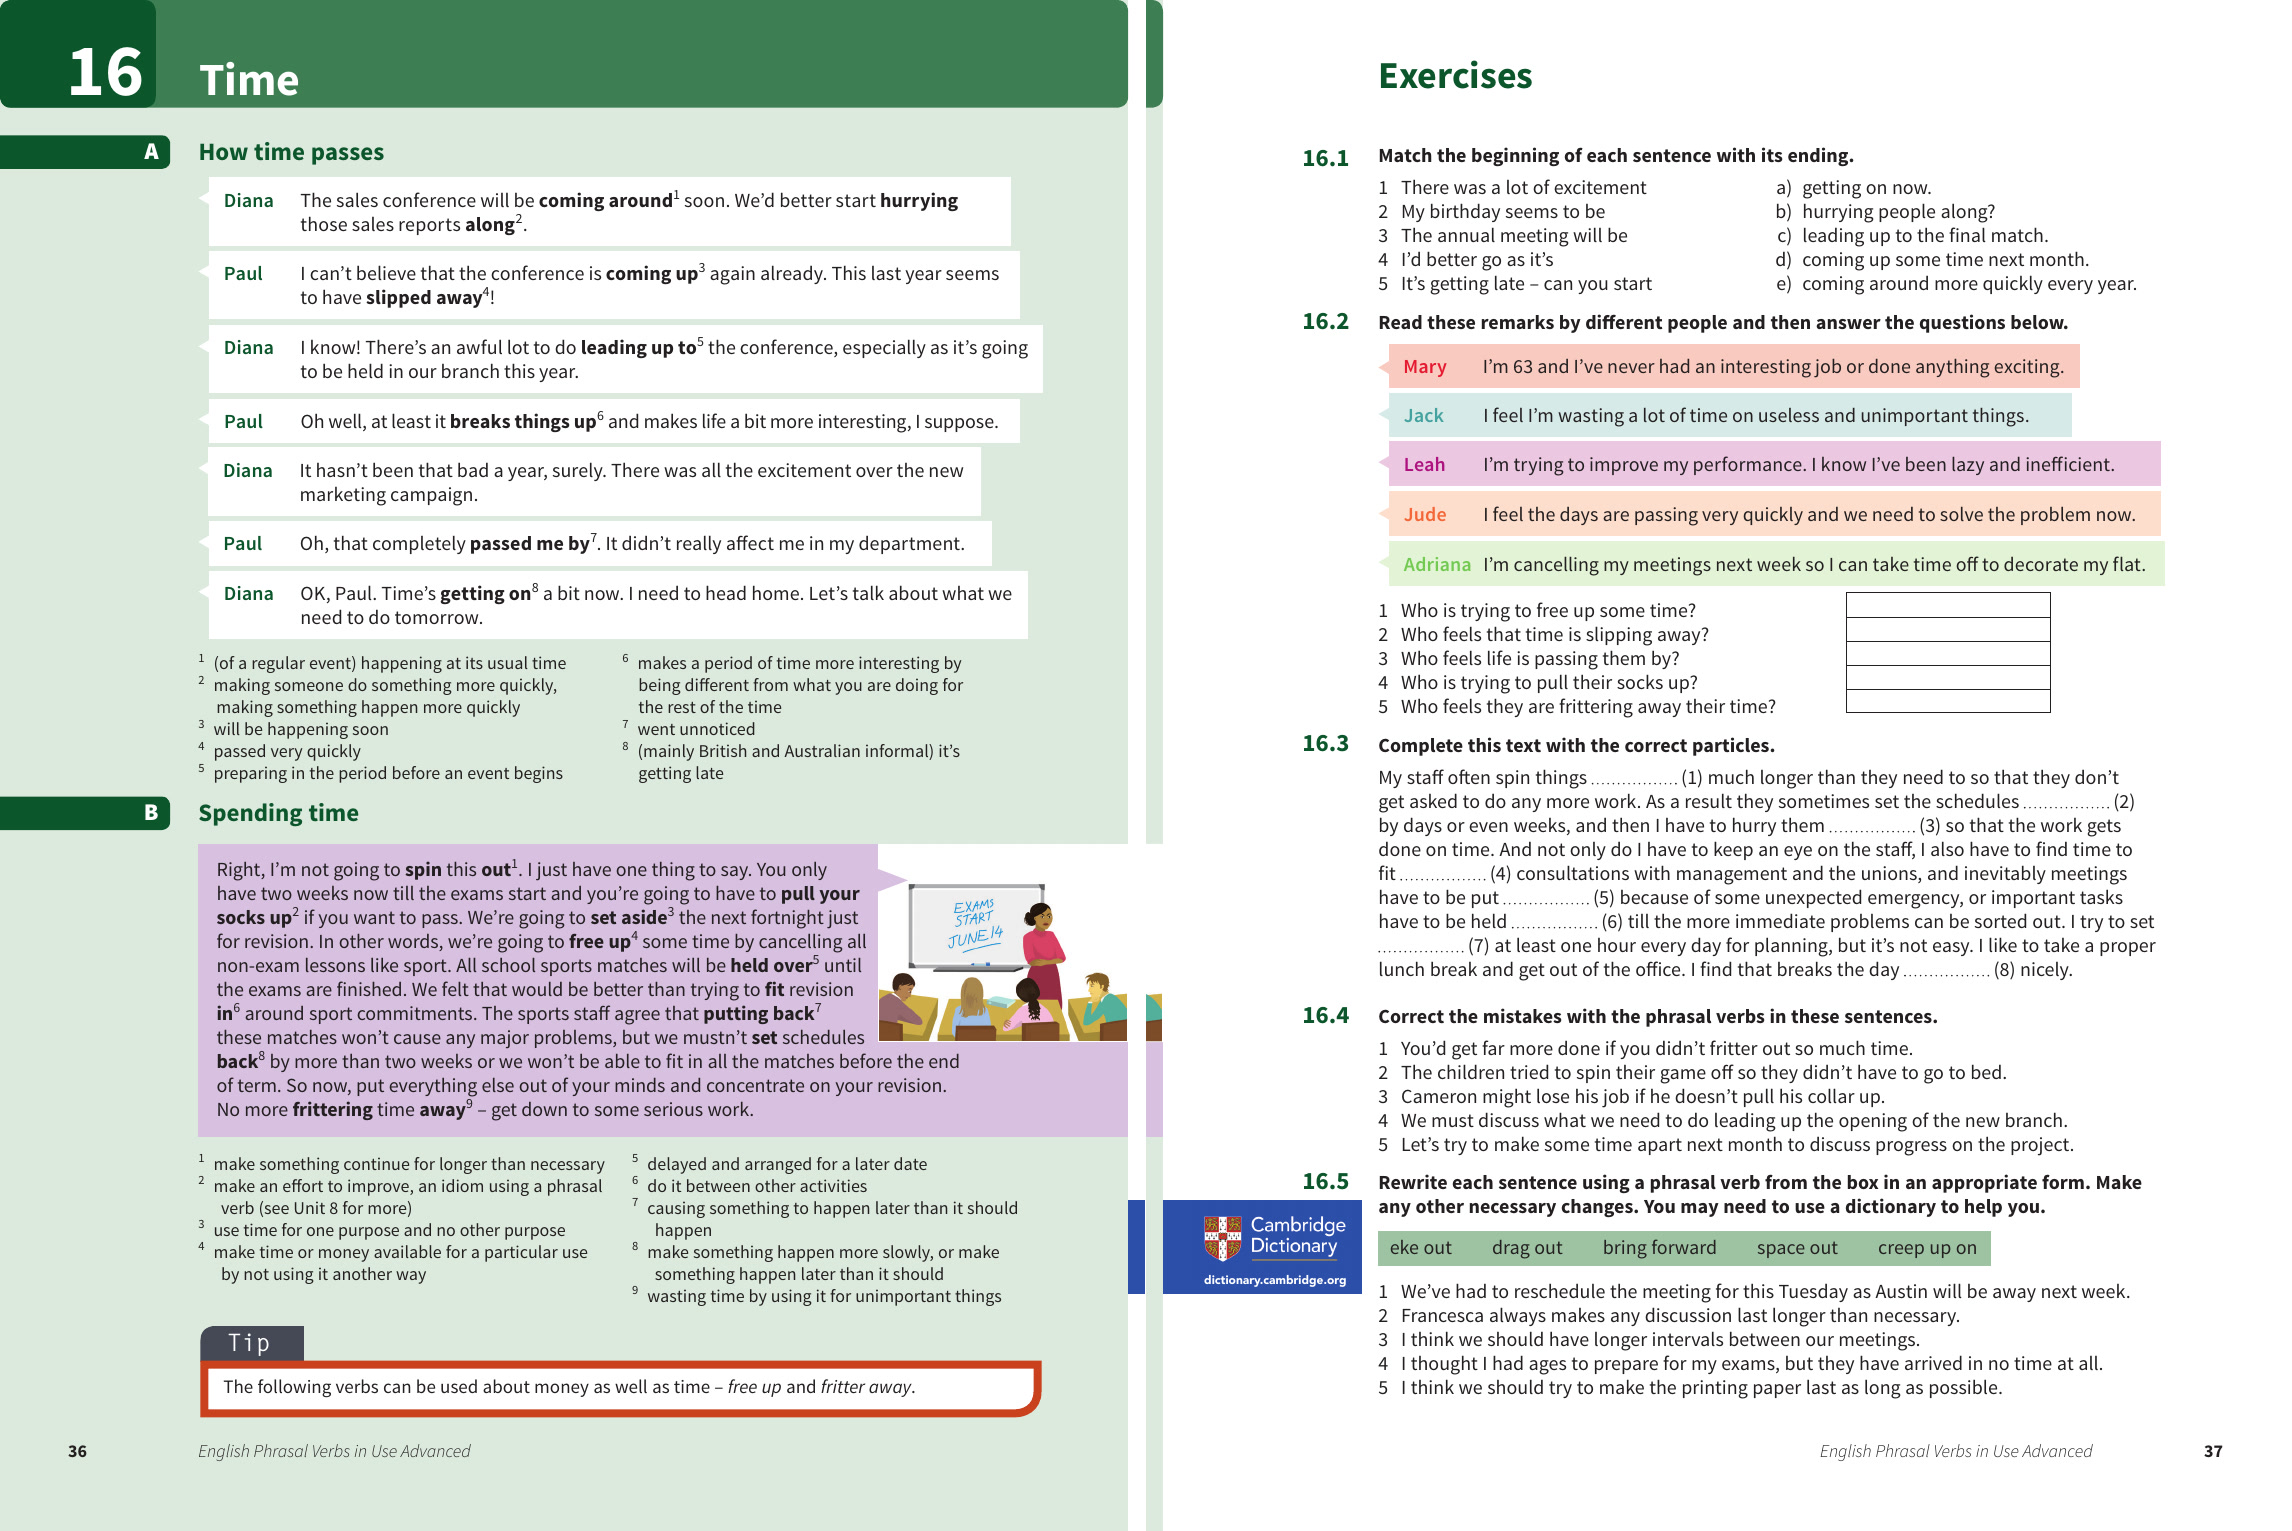 16
Time
A
How time passes
Diana The sales conference will be coming around1 soon. We’d better start hurrying
those sales reports along2.
Paul I can’t believe that the conference is coming up3 again already. This last year seems
to have slipped away4!
Diana I know! There’s an awful lot to do leading up to5 the conference, especially as it’s going
to be held in our branch this year.
Paul Oh well, at least it breaks things up6 and makes life a bit more interesting, I suppose.
Diana It hasn’t been that bad a year, surely. There was all the excitement over the new
marketing campaign.
Paul Oh, that completely passed me by7. It didn’t really affect me in my department.
Diana OK, Paul. Time’s getting on8 a bit now. I need to head home. Let’s talk about what we
need to do tomorrow.
1 (of a regular event) happening at its usual time
2 making someone do something more quickly,
making something happen more quickly
3 will be happening soon
4 passed very quickly
5 preparing in the period before an event begins
6 makes a period of time more interesting by
being different from what you are doing for
the rest of the time
7 went unnoticed
8 (mainly British and Australian informal) it’s
getting late
B
Spending time
Right, I’m not going to spin this out1. I just have one thing to say. You only
have two weeks now till the exams start and you’re going to have to pull your
socks up2 if you want to pass. We’re going to set aside3 the next fortnight just
for revision. In other words, we’re going to free up4 some time by cancelling all
non-exam lessons like sport. All school sports matches will be held over5 until
the exams are finished. We felt that would be better than trying to fit revision
in6 around sport commitments. The sports staff agree that putting back7
these matches won’t cause any major problems, but we mustn’t set schedules
back8 by more than two weeks or we won’t be able to fit in all the matches before the end
of term. So now, put everything else out of your minds and concentrate on your revision.
No more frittering time away9 – get down to some serious work.
EXAMS
START
JUNE 14
1 make something continue for longer than necessary
2 make an effort to improve, an idiom using a phrasal
verb (see Unit 8 for more)
3 use time for one purpose and no other purpose
4 make time or money available for a particular use
by not using it another way
5 delayed and arranged for a later date
6 do it between other activities
7 causing something to happen later than it should
happen
8 make something happen more slowly, or make
something happen later than it should
9 wasting time by using it for unimportant things
Tip
The following verbs can be used about money as well as time – free up and fritter away.
36
English Phrasal Verbs in Use Advanced
Exercises
16.1 Match the beginning of each sentence with its ending.
1 There was a lot of excitement
2 My birthday seems to be
3 The annual meeting will be
4 I’d better go as it’s
5 It’s getting late – can you start
a) getting on now.
b) hurrying people along?
c) leading up to the final match.
d) coming up some time next month.
e) coming around more quickly every year.
16.2 Read these remarks by different people and then answer the questions below.
Mary I’m 63 and I’ve never had an interesting job or done anything exciting.
Jack I feel I’m wasting a lot of time on useless and unimportant things.
Leah I’m trying to improve my performance. I know I’ve been lazy and inefficient.
Jude I feel the days are passing very quickly and we need to solve the problem now.
Adriana I’m cancelling my meetings next week so I can take time off to decorate my flat.
1 Who is trying to free up some time?
2 Who feels that time is slipping away?
3 Who feels life is passing them by?
4 Who is trying to pull their socks up?
5 Who feels they are frittering away their time?
16.3 Complete this text with the correct particles.
My staff often spin things ................. (1) much longer than they need to so that they don’t
get asked to do any more work. As a result they sometimes set the schedules ................. (2)
by days or even weeks, and then I have to hurry them ................. (3) so that the work gets
done on time. And not only do I have to keep an eye on the staff, I also have to find time to
fit ................. (4) consultations with management and the unions, and inevitably meetings
have to be put ................. (5) because of some unexpected emergency, or important tasks
have to be held ................. (6) till the more immediate problems can be sorted out. I try to set
................. (7) at least one hour every day for planning, but it’s not easy. I like to take a proper
lunch break and get out of the office. I find that breaks the day ................. (8) nicely.
16.4 Correct the mistakes with the phrasal verbs in these sentences.
1 You’d get far more done if you didn’t fritter out so much time.
2 The children tried to spin their game off so they didn’t have to go to bed.
3 Cameron might lose his job if he doesn’t pull his collar up.
4 We must discuss what we need to do leading up the opening of the new branch.
5 Let’s try to make some time apart next month to discuss progress on the project.
16.5 Rewrite each sentence using a phrasal verb from the box in an appropriate form. Make
any other necessary changes. You may need to use a dictionary to help you.
Cambridge
Dictionary
dictionary.cambridge.org
eke out drag out bring forward space out creep up on
1 We’ve had to reschedule the meeting for this Tuesday as Austin will be away next week.
2 Francesca always makes any discussion last longer than necessary.
3 I think we should have longer intervals between our meetings.
4 I thought I had ages to prepare for my exams, but they have arrived in no time at all.
5 I think we should try to make the printing paper last as long as possible.
English Phrasal Verbs in Use Advanced
37